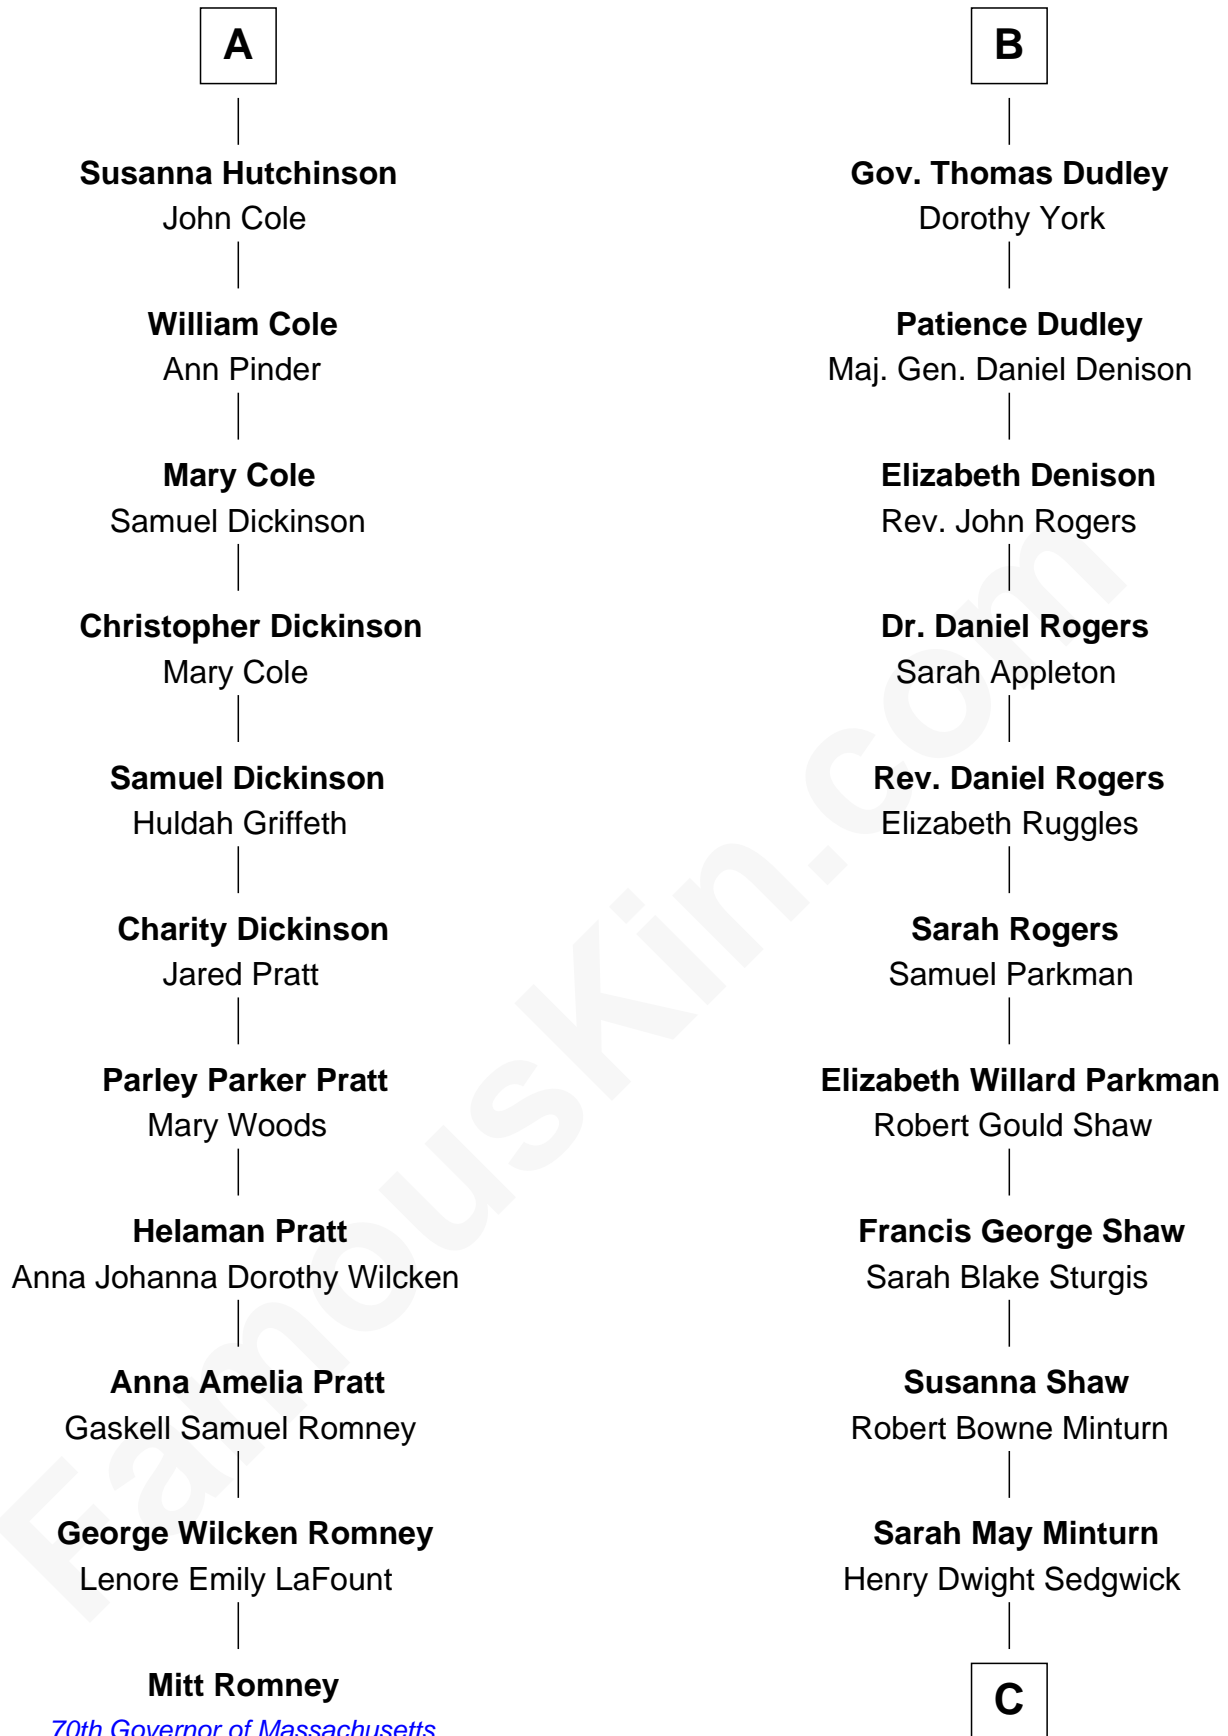 A
Susanna Hutchinson
John Cole
William Cole
Ann Pinder
Mary Cole
Samuel Dickinson
Christopher Dickinson
Mary Cole
Samuel Dickinson
Huldah Griffeth
Charity Dickinson
Jared Pratt
Parley Parker Pratt
Mary Woods
Helaman Pratt
Anna Johanna Dorothy Wilcken
Anna Amelia Pratt
Gaskell Samuel Romney
George Wilcken Romney
Lenore Emily LaFount
Mitt Romney
70th Governor of Massachusetts
B
Gov. Thomas Dudley
Dorothy York
Patience Dudley
Maj. Gen. Daniel Denison
Elizabeth Denison
Rev. John Rogers
Dr. Daniel Rogers
Sarah Appleton
Rev. Daniel Rogers
Elizabeth Ruggles
Sarah Rogers
Samuel Parkman
Elizabeth Willard Parkman
Robert Gould Shaw
Francis George Shaw
Sarah Blake Sturgis
Susanna Shaw
Robert Bowne Minturn
Sarah May Minturn
Henry Dwight Sedgwick
C
FamousKin.com